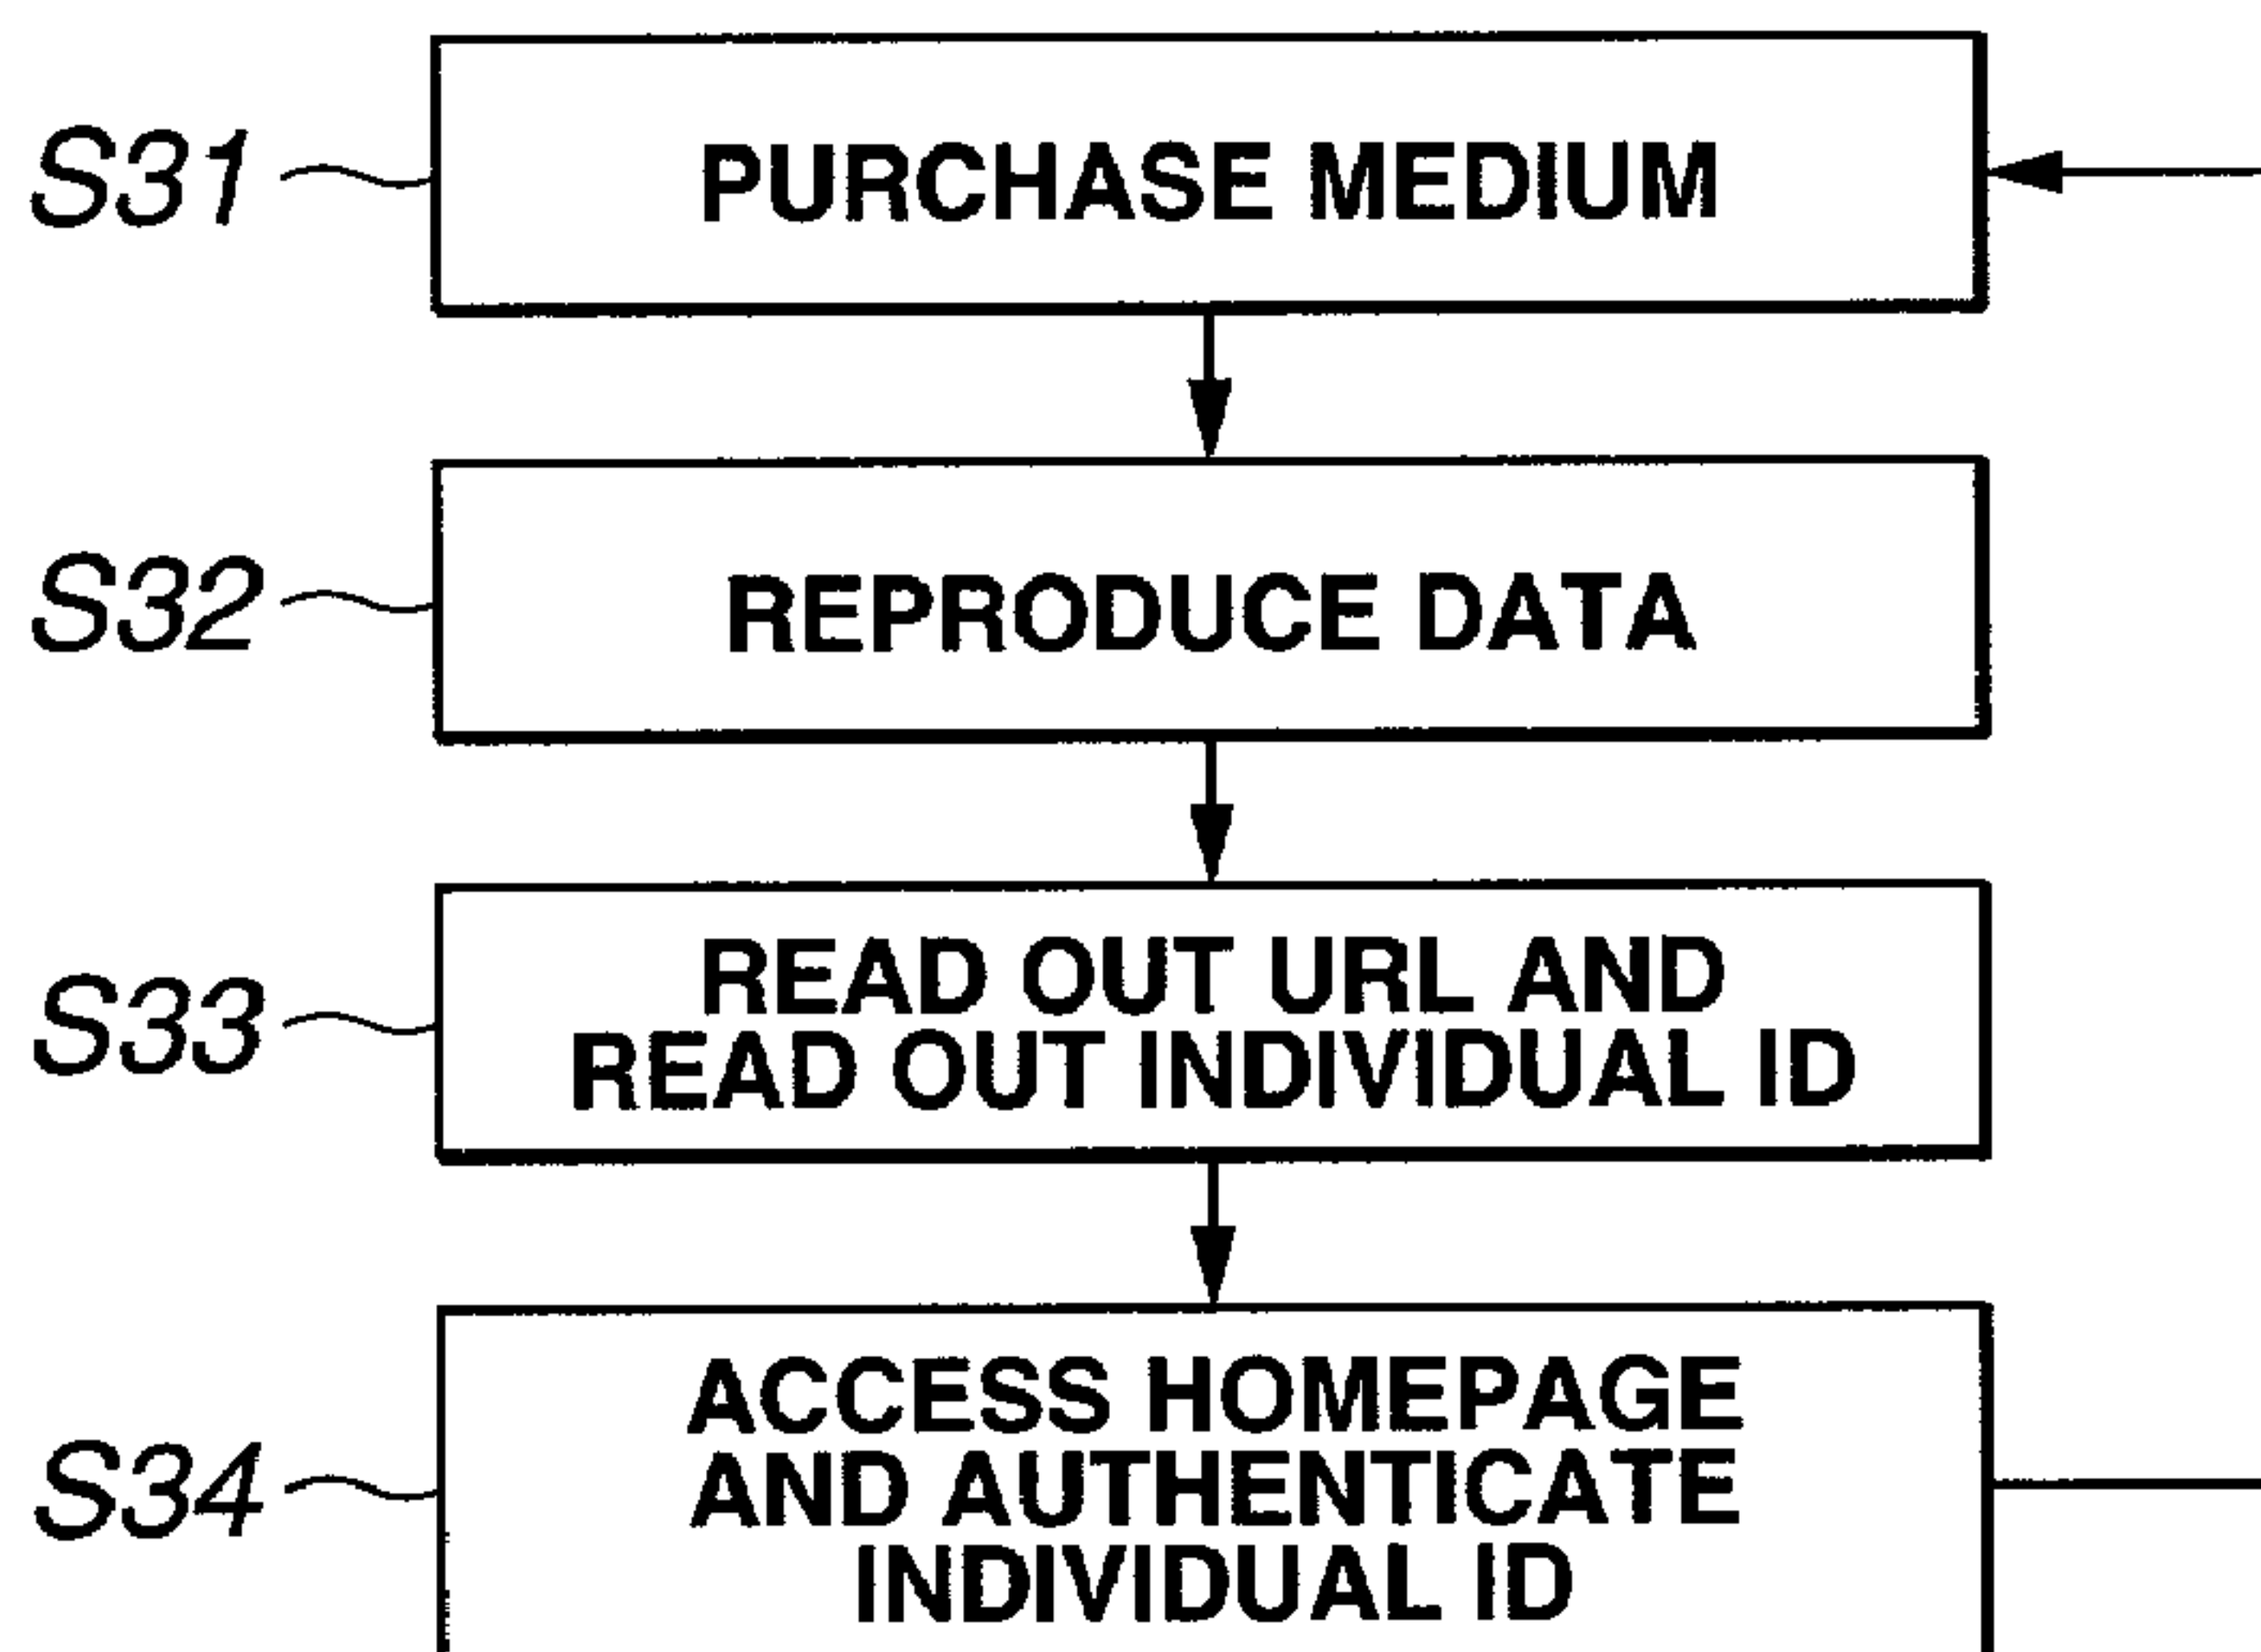 S31
PURCHASE MEDIUM
S32
REPRODUCE DATA
S33
READ OUT URL AND
READ OUT INDIVIDUAL ID
S34
ACCESS HOMEPAGE
AND AUTHENTICATE
INDIVIDUAL ID